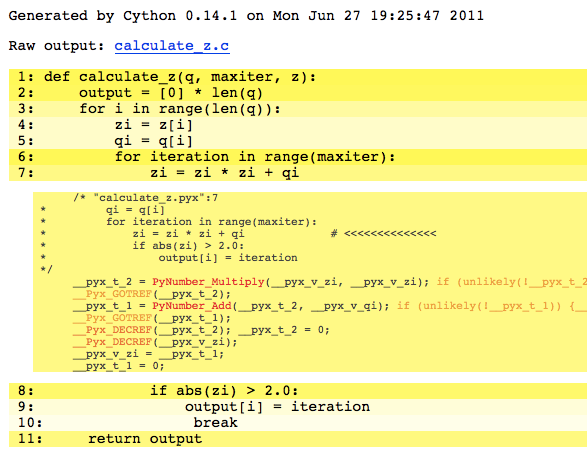 Generated by Cython 0.14.1 on Mon Jun 27 19:25:47 2011
Raw output: calculate_z.c
1: def calculate_z(q, maxiter, z):
2:     output = [0] * len(q)
3:     for i in range(len(q)):
4:         zi = z[i]
5:         qi = q[i]
6:         for iteration in range(maxiter):
7:             zi = zi * zi + qi
/* "calculate_z.pyx":7
*         qi = q[i]
*         for iteration in range(maxiter):
*             zi = zi * zi + qi             # <<<<<<<<<<<<<<
*             if abs(zi) > 2.0:
*                 output[i] = iteration
*/
__pyx_t_2 = PyNumber_Multiply(__pyx_v_zi, __pyx_v_zi); if (unlikely(!__pyx_t_2
__Pyx_GOTREF(__pyx_t_2);
__pyx_t_1 = PyNumber_Add(__pyx_t_2, __pyx_v_qi); if (unlikely(!__pyx_t_1)) {__
__Pyx_GOTREF(__pyx_t_1);
__Pyx_DECREF(__pyx_t_2); __pyx_t_2 = 0;
__Pyx_DECREF(__pyx_v_zi);
__pyx_v_zi = __pyx_t_1;
__pyx_t_1 = 0;
8:             if abs(zi) > 2.0:
9:                 output[i] = iteration
10:                 break
11:     return output